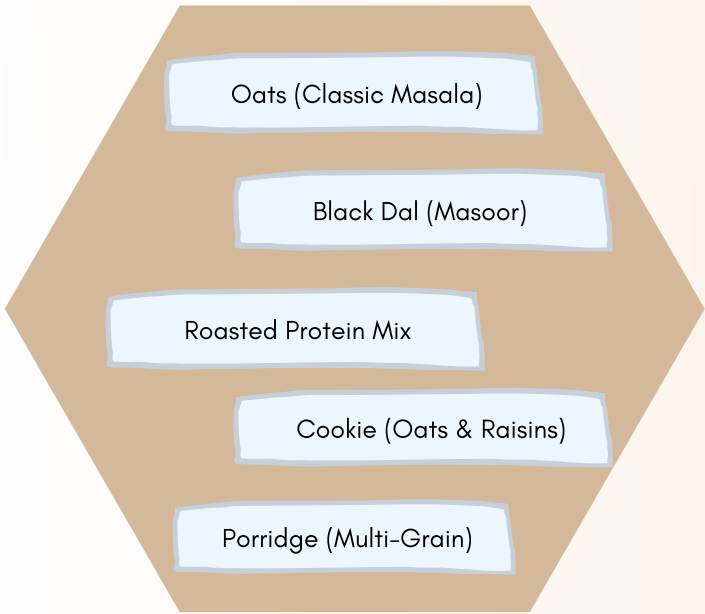 Oats (Classic Masala)
Black Dal (Masoor)
Roasted Protein Mix
Cookie (Oats & Raisins)
Porridge (Multi-Grain)